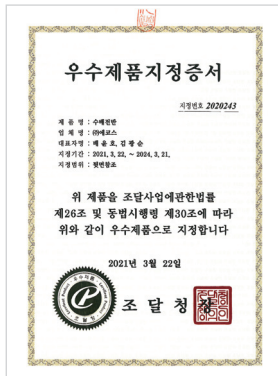 우수제품지정증서
지정번호 2020243
제 품 명 : 수배전반
업 체 명 : (주)에코스
대표자명 : 배윤호, 김광순
지정기간 : 2021. 3. 22. ~ 2024. 3. 21.
지정범위 : 뒷면참조
위 제품을 조달사업에관한법률
제26조 및 동법시행령 제30조에 따라
위와 같이 우수제품으로 지정합니다
2021년 3월 22일
조 달 청 장